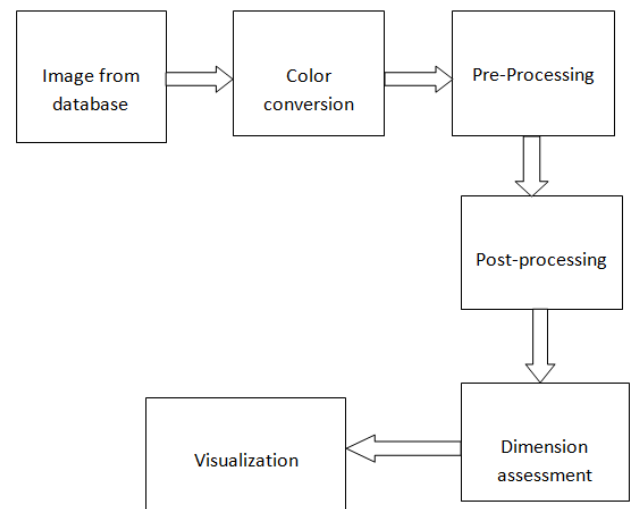 Image from
database
Color
conversion
Pre-Processing
Post-processing
Dimension
assessment
Visualization